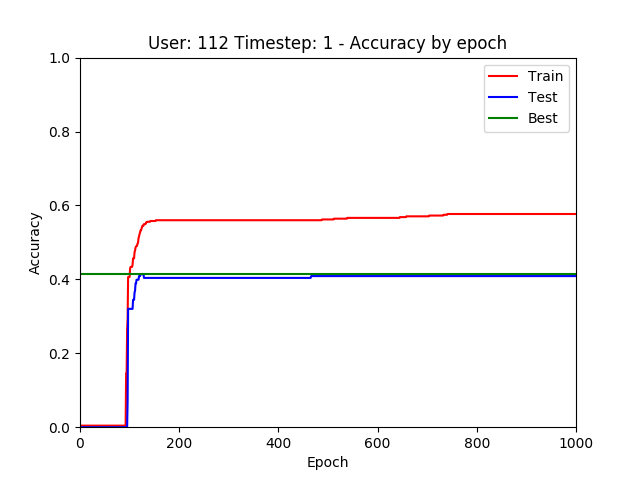 User: 112 Timestep: 1 - Accuracy by epoch
1.0
0.8
0.6
0.4
0.2
0.0
Accuracy
Train
Test
Best
0 200 400 600 800 1000
Epoch